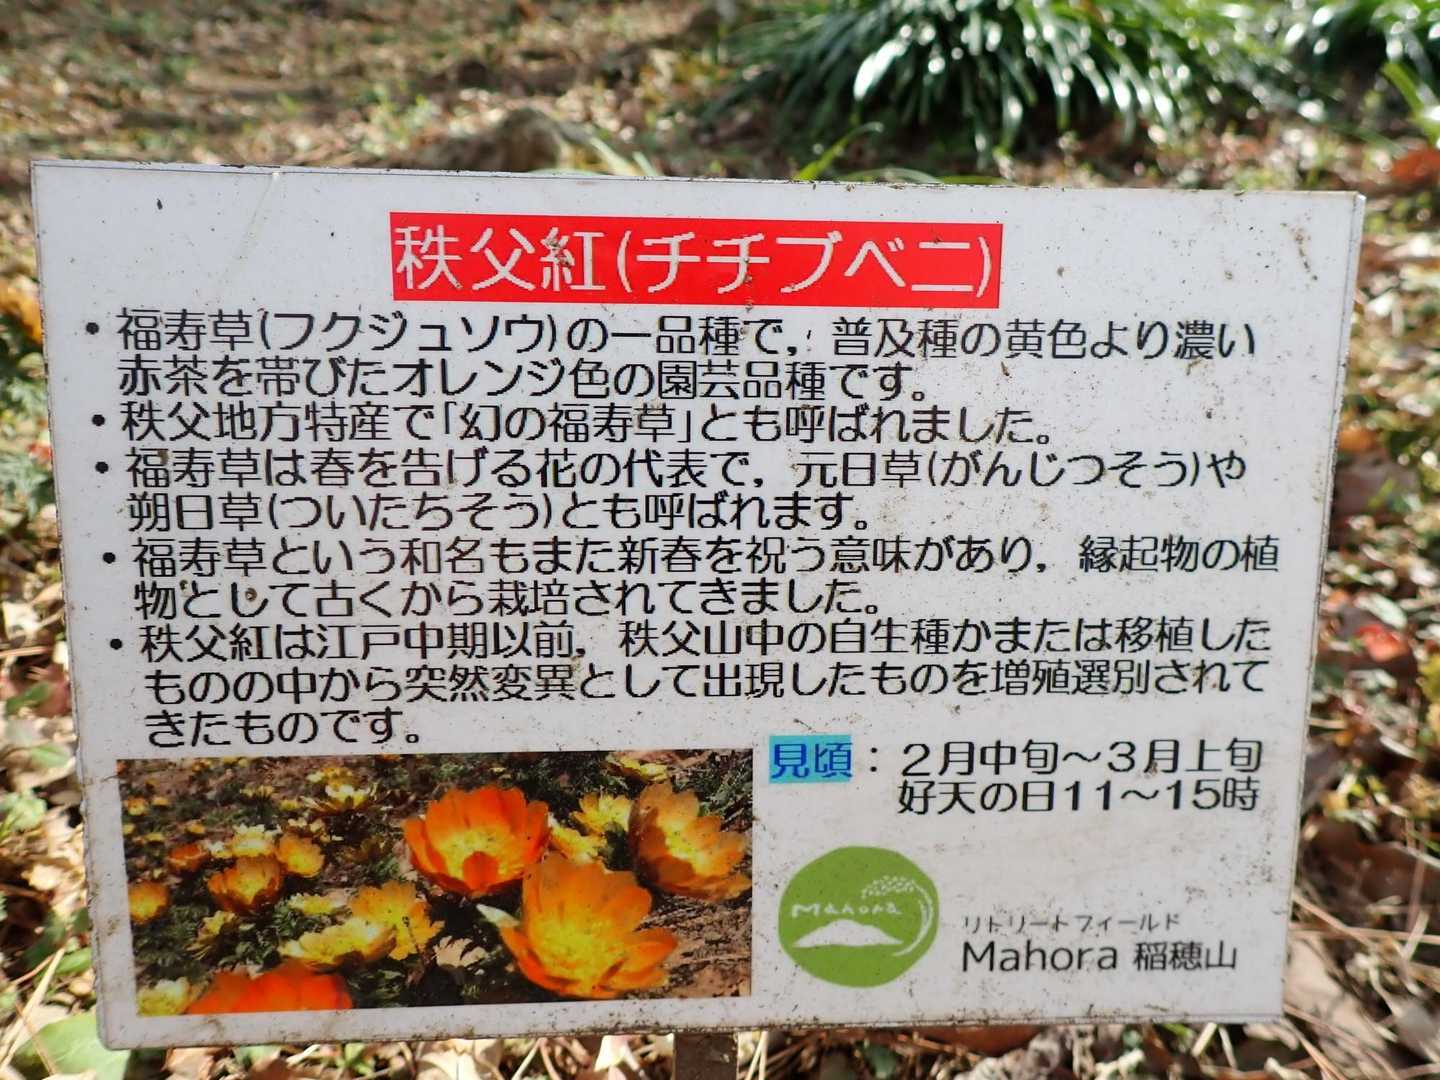 秩父紅(チチブベニ)
・福寿草(フクジュソウ)の一品種で，普及種の黄色より濃い
赤茶を帯びたオレンジ色の園芸品種です。
・秩父地方特産で｢幻の福寿草｣とも呼ばれました。
・福寿草は春を告げる花の代表で，元日草(がんじつそう)や
朔日草(ついたちそう)とも呼ばれます。
・福寿草という和名もまた新春を祝う意味があり，縁起物の植
物として古くから栽培されてきました。
・秩父紅は江戸中期以前，秩父山中の自生種かまたは移植した
ものの中から突然変異として出現したものを増殖選別されて
きたものです。
見頃：２月中旬～３月上旬
好天の日11～15時
Mahora
リトリートフィールド
Mahora 稲穂山